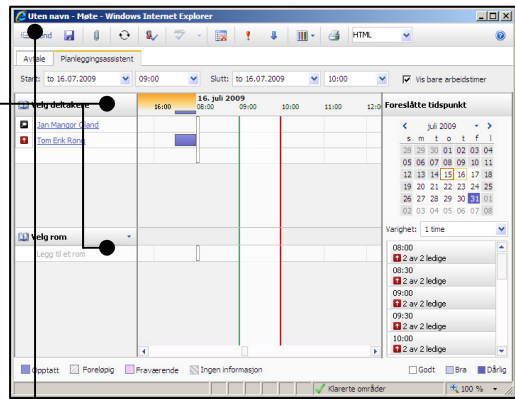 Uten navn - Møte - Windows Internet Explorer
HTML
Avtale Planleggingsassistent
Start: to 16.07.2009 09:00 Slutt: to 16.07.2009 10:00 Vis bare arbeidstimer
Velg deltakere
16. juli 2009
16:00 08:00 09:00 10:00 11:00 12:0
Foreslåtte tidspunkt
Jan Mangor Oland
Tom Erik Rong
juli 2009
s m t o t f l
28 29 30 01 02 03 04
05 06 07 08 09 10 11
12 13 14 15 16 17 18
19 20 21 22 23 24 25
26 27 28 29 30 31 01
02 03 04 05 06 07 08
Varighet: 1 time
Velg rom
Legg til et rom
08:00
2 av 2 ledige
08:30
2 av 2 ledige
09:00
2 av 2 ledige
09:30
2 av 2 ledige
10:00
2 av 2 ledige
Opptatt Foreløpig Fraværende Ingen informasjon Godt Bra Dårlig
Klarerte områder 100 %